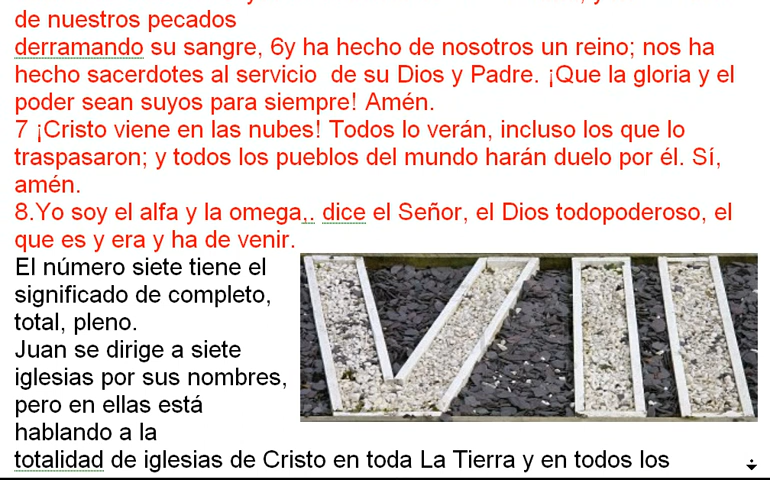 de nuestros pecados
derramando su sangre, 6y ha hecho de nosotros un reino; nos ha
hecho sacerdotes al servicio de su Dios y Padre. ¡Que la gloria y el
poder sean suyos para siempre! Amén.
7 ¡Cristo viene en las nubes! Todos lo verán, incluso los que lo
traspasaron; y todos los pueblos del mundo harán duelo por él. Sí,
amén.
8.Yo soy el alfa y la omega,. dice el Señor, el Dios todopoderoso, el
que es y era y ha de venir.
El número siete tiene el
significado de completo,
total, pleno.
Juan se dirige a siete
iglesias por sus nombres,
pero en ellas está
hablando a la
totalidad de iglesias de Cristo en toda La Tierra y en todos los
VII